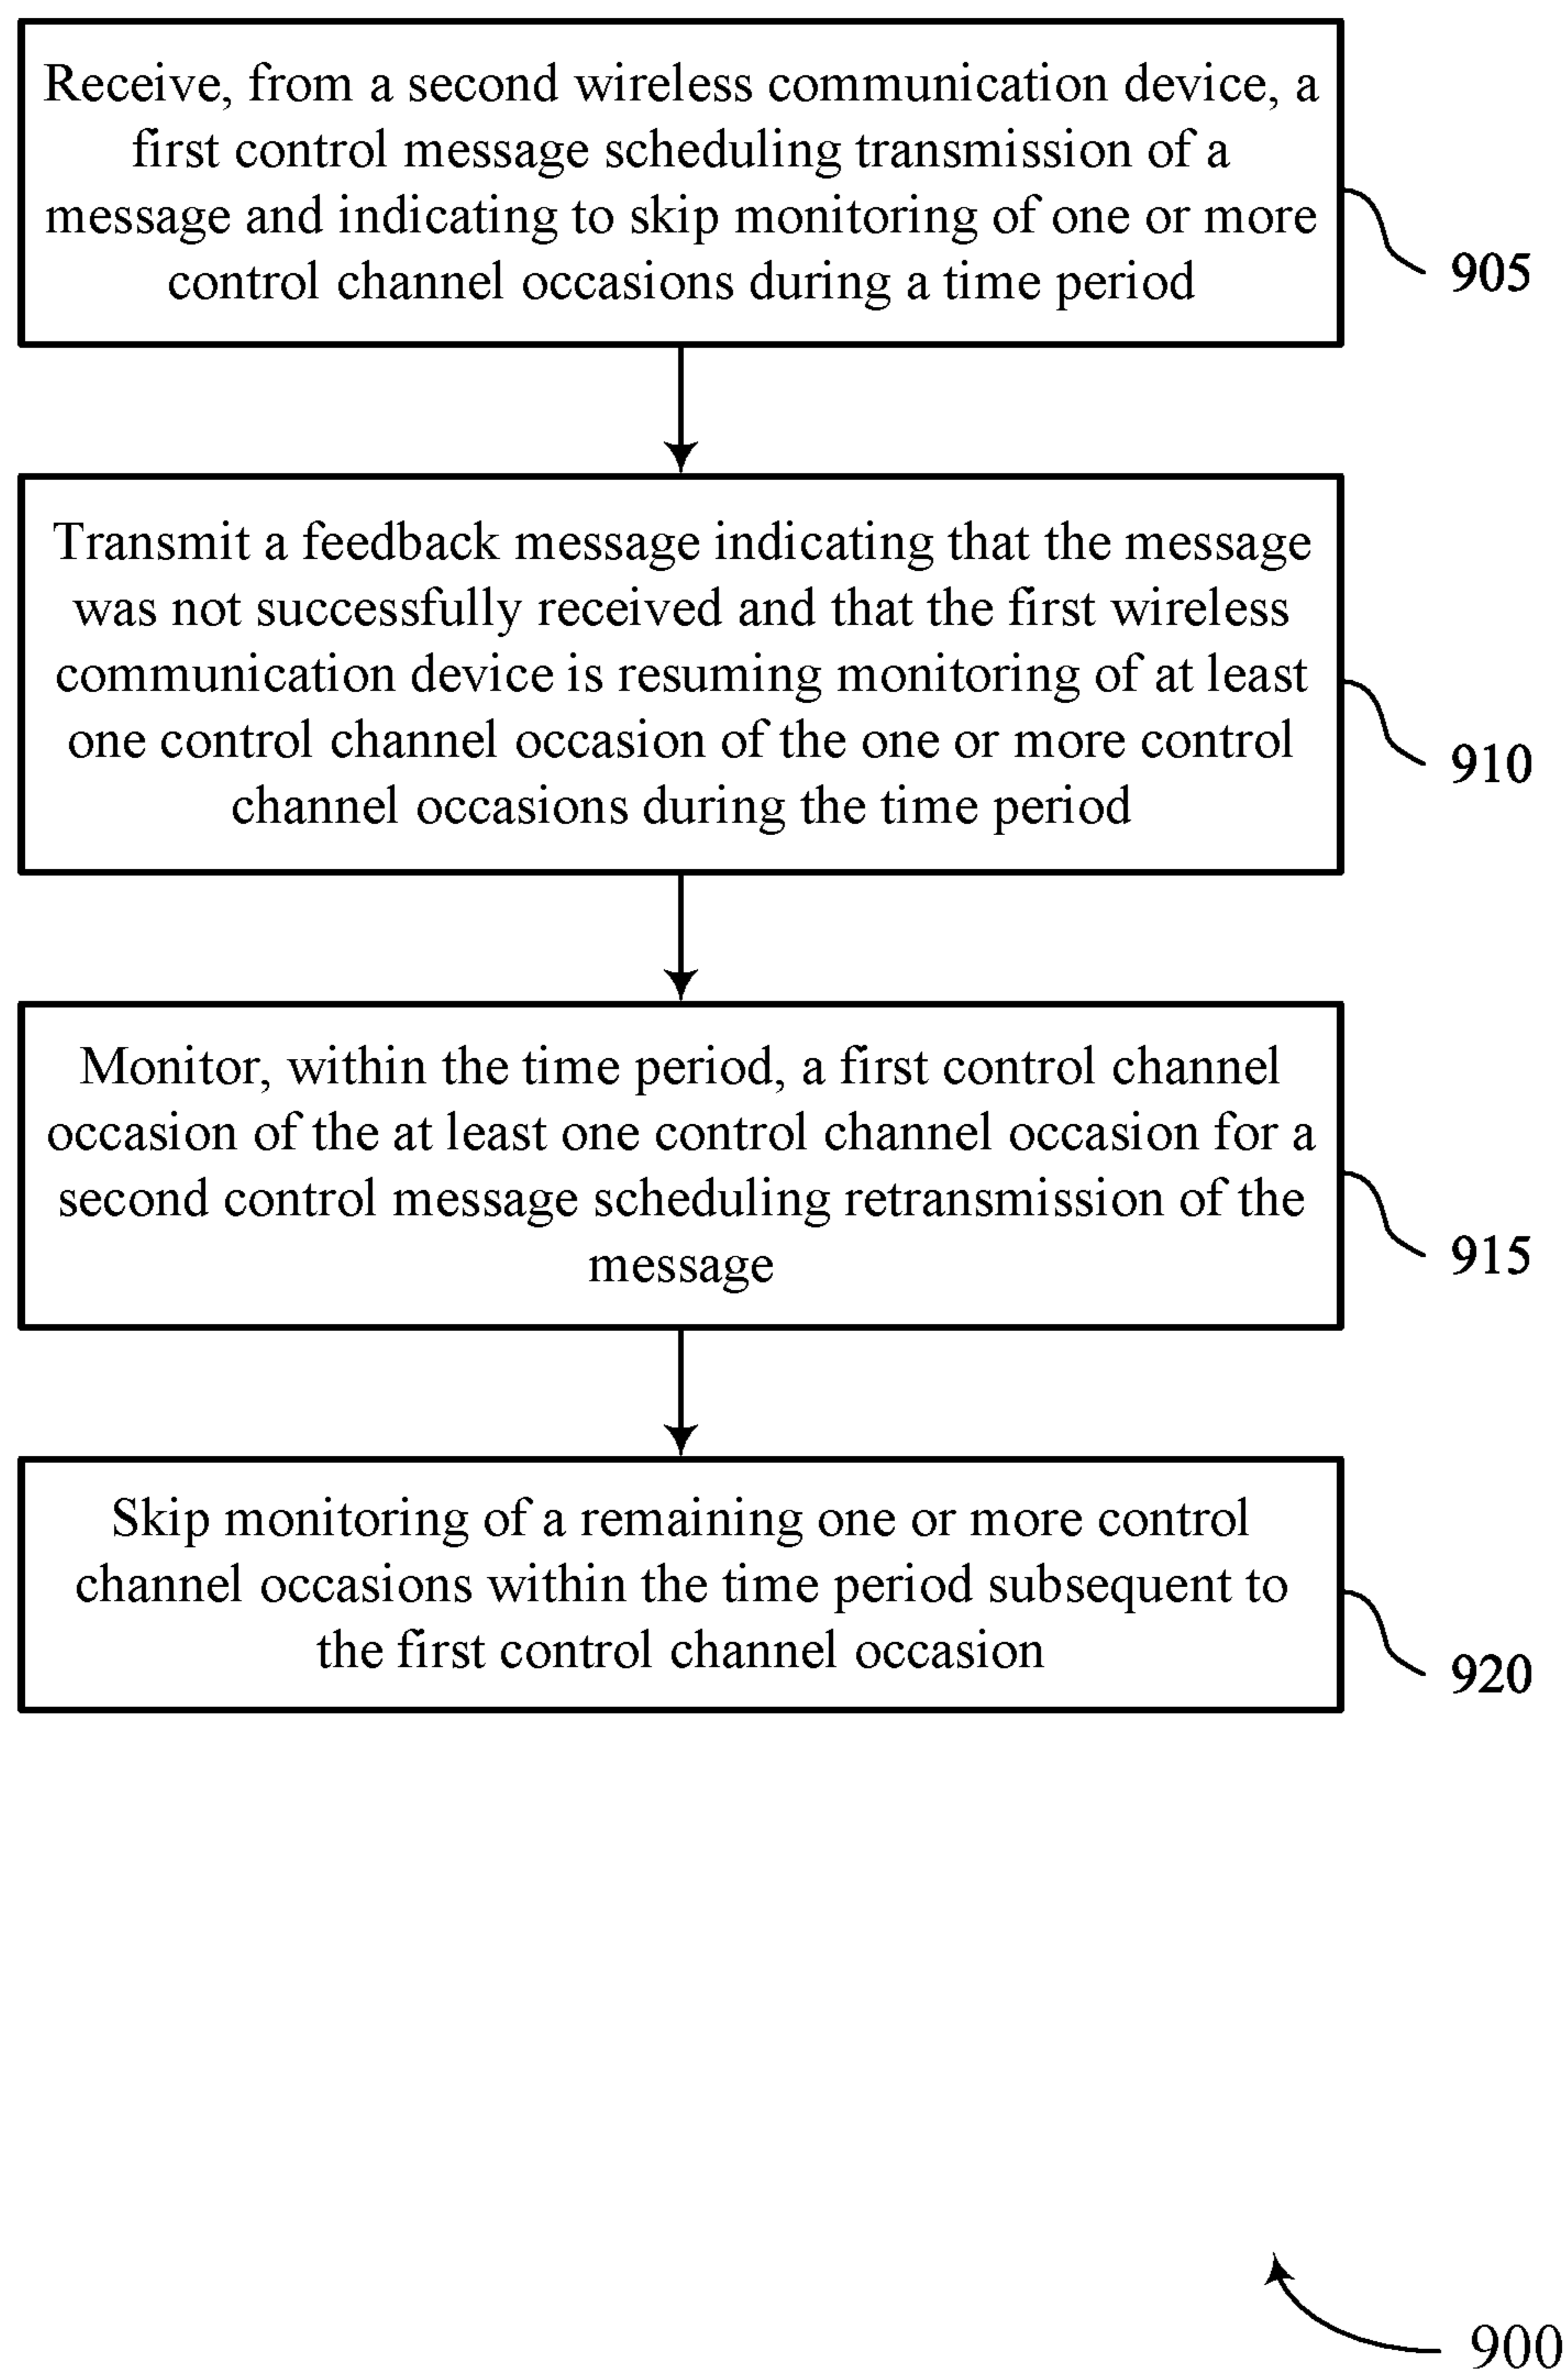 Receive, from a second wireless communication device, a
first control message scheduling transmission of a
message and indicating to skip monitoring of one or more
control channel occasions during a time period
905
Transmit a feedback message indicating that the message
was not successfully received and that the first wireless
communication device is resuming monitoring of at least
one control channel occasion of the one or more control
channel occasions during the time period
910
Monitor, within the time period, a first control channel
occasion of the at least one control channel occasion for a
second control message scheduling retransmission of the
message
915
Skip monitoring of a remaining one or more control
channel occasions within the time period subsequent to
the first control channel occasion
920
900